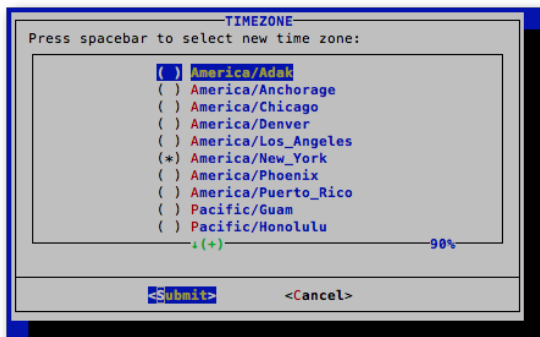 TIMEZONE
Press spacebar to select new time zone:
( ) America/Adak
( ) America/Anchorage
( ) America/Chicago
( ) America/Denver
( ) America/Los_Angeles
(*) America/New_York
( ) America/Phoenix
( ) America/Puerto_Rico
( ) Pacific/Guam
( ) Pacific/Honolulu
↓(+) 90%
<Submit> <Cancel>